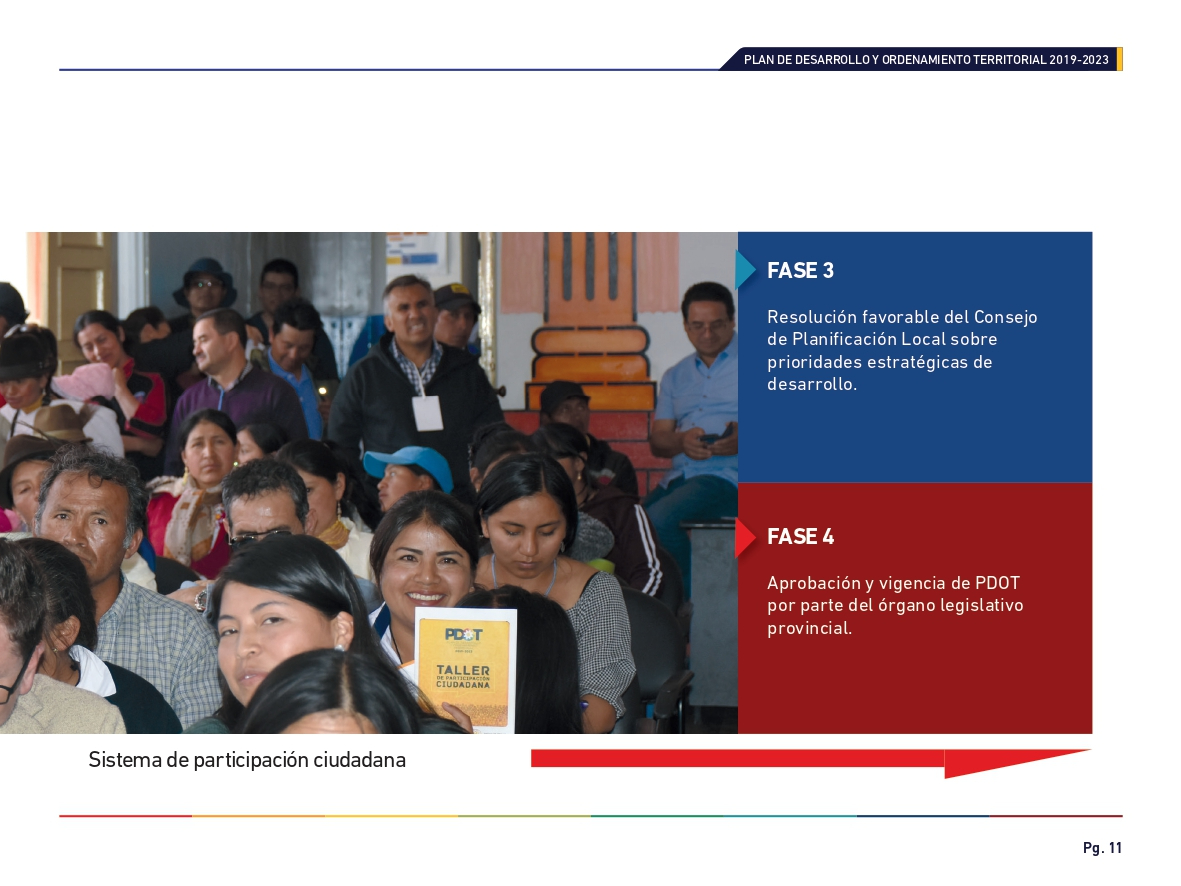 PLAN DE DESARROLLO Y ORDENAMIENTO TERRITORIAL 2019-2023
FASE 3
Resolución favorable del Consejo
de Planificación Local sobre
prioridades estratégicas de
desarrollo.
FASE 4
Aprobación y vigencia de PDOT
por parte del órgano legislativo
provincial.
PDOT
TALLER
DE PARTICIPACIÓN
CIUDADANA
Sistema de participación ciudadana
Pg. 11